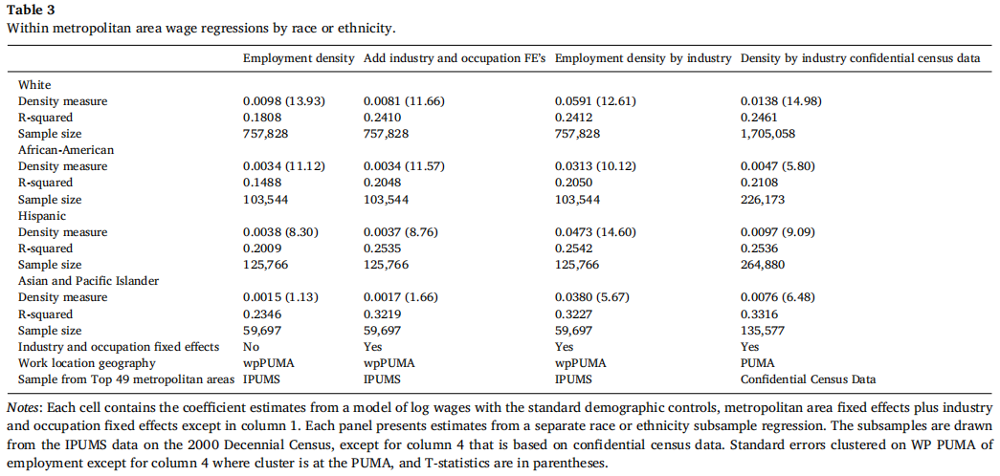 Table 3
Within metropolitan area wage regressions by race or ethnicity.
Employment density Add industry and occupation FE's Employment density by industry Density by industry confidential census data
White
Density measure 0.0098 (13.93) 0.0081 (11.66) 0.0591 (12.61) 0.0138 (14.98)
R-squared 0.1808 0.2410 0.2412 0.2461
Sample size 757,828 757,828 757,828 1,705,058
African-American
Density measure 0.0034 (11.12) 0.0034 (11.57) 0.0313 (10.12) 0.0047 (5.80)
R-squared 0.1488 0.2048 0.2050 0.2108
Sample size 103,544 103,544 103,544 226,173
Hispanic
Density measure 0.0038 (8.30) 0.0037 (8.76) 0.0473 (14.60) 0.0097 (9.09)
R-squared 0.2009 0.2535 0.2542 0.2536
Sample size 125,766 125,766 125,766 264,880
Asian and Pacific Islander
Density measure 0.0015 (1.13) 0.0017 (1.66) 0.0380 (5.67) 0.0076 (6.48)
R-squared 0.2346 0.3219 0.3227 0.3316
Sample size 59,697 59,697 59,697 135,577
Industry and occupation fixed effects No Yes Yes Yes
Work location geography wpPUMA wpPUMA wpPUMA PUMA
Sample from Top 49 metropolitan areas IPUMS IPUMS IPUMS Confidential Census Data
Notes: Each cell contains the coefficient estimates from a model of log wages with the standard demographic controls, metropolitan area fixed effects plus industry
and occupation fixed effects except in column 1. Each panel presents estimates from a separate race or ethnicity subsample regression. The subsamples are drawn
from the IPUMS data on the 2000 Decennial Census, except for column 4 that is based on confidential census data. Standard errors clustered on WP PUMA of
employment except for column 4 where cluster is at the PUMA, and T-statistics are in parentheses.